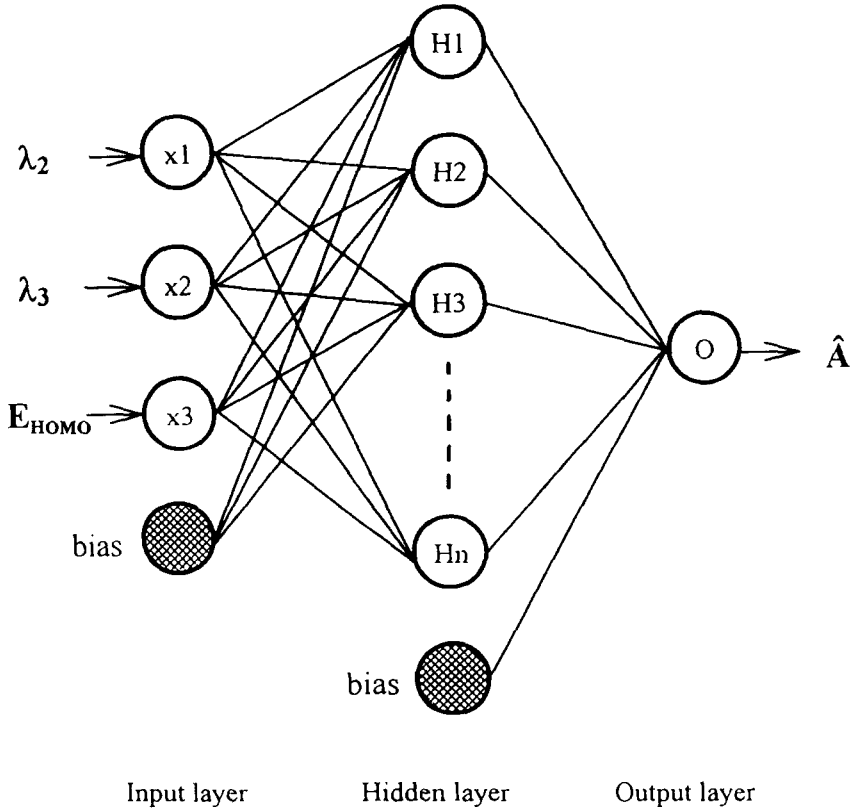 H1
λ2
x1
H2
λ3
x2
H3
O
Â
EHOMO
x3
bias
Hn
bias
Input layer
Hidden layer
Output layer